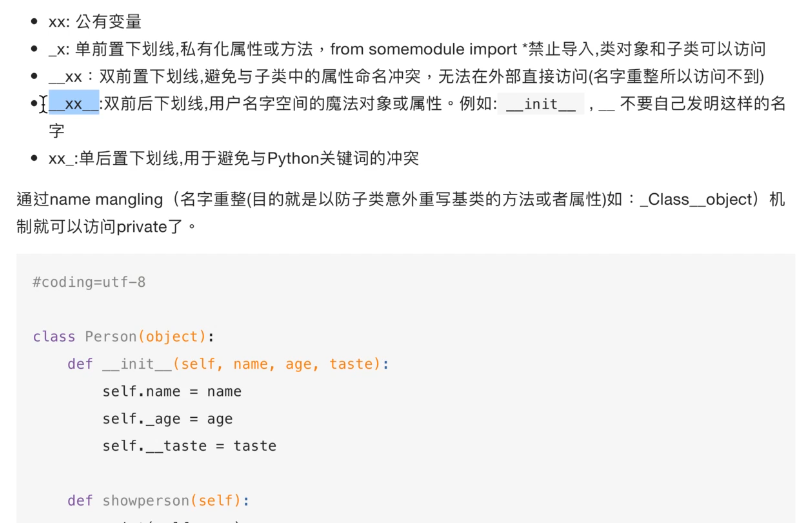 xx: 公有变量
_x: 单前置下划线,私有化属性或方法，from somemodule import *禁止导入,类对象和子类可以访问
__xx：双前置下划线,避免与子类中的属性命名冲突，无法在外部直接访问(名字重整所以访问不到)
__xx__:双前后下划线,用户名字空间的魔法对象或属性。例如: __init__ , __ 不要自己发明这样的名
字
xx_:单后置下划线,用于避免与Python关键词的冲突
通过name mangling（名字重整(目的就是以防子类意外重写基类的方法或者属性)如：_Class__object）机
制就可以访问private了。
#coding=utf-8
class Person(object):
def __init__(self, name, age, taste):
self.name = name
self._age = age
self.__taste = taste
def showperson(self):